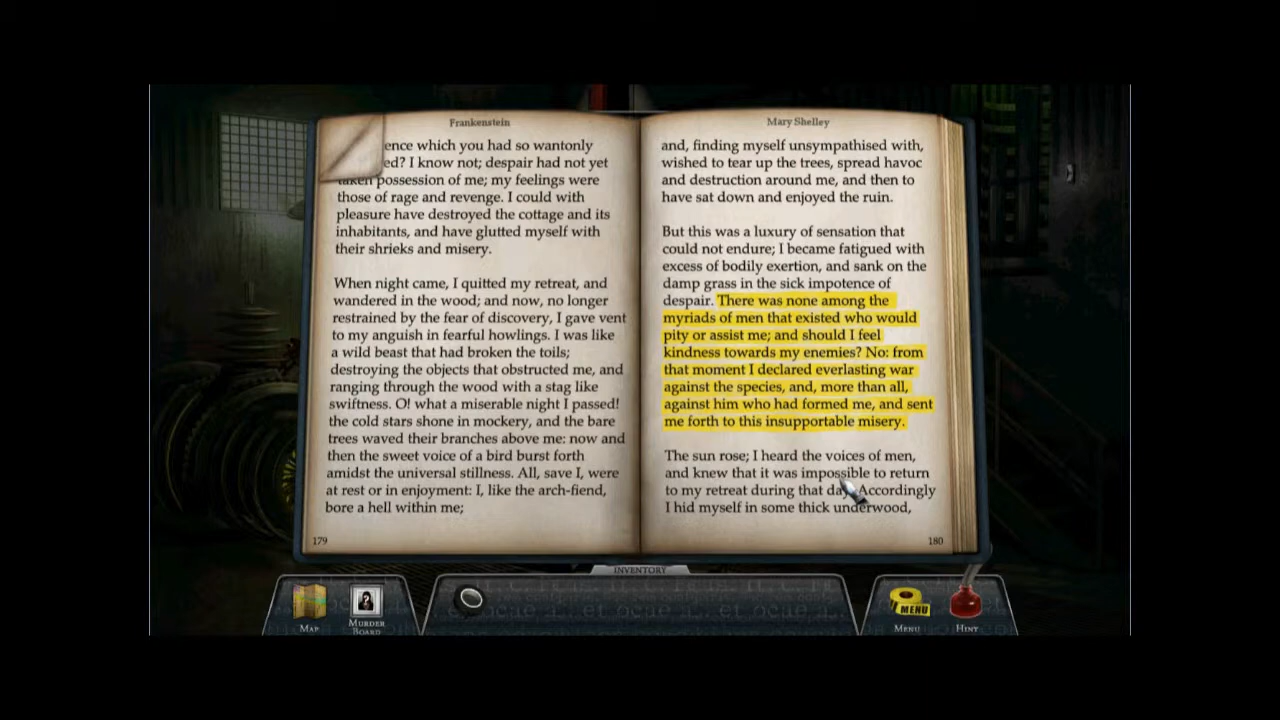 Frankenstein
ence which you had so wantonly
ed? I know not; despair had not yet
taken possession of me; my feelings were
those of rage and revenge. I could with
pleasure have destroyed the cottage and its
inhabitants, and have glutted myself with
their shrieks and misery.
When night came, I quitted my retreat, and
wandered in the wood; and now, no longer
restrained by the fear of discovery, I gave vent
to my anguish in fearful howlings. I was like
a wild beast that had broken the toils;
destroying the objects that obstructed me, and
ranging through the wood with a stag like
swiftness. O! what a miserable night I passed!
the cold stars shone in mockery, and the bare
trees waved their branches above me: now and
then the sweet voice of a bird burst forth
amidst the universal stillness. All, save I, were
at rest or in enjoyment: I, like the arch-fiend,
bore a hell within me;
179
Mary Shelley
and, finding myself unsympathised with,
wished to tear up the trees, spread havoc
and destruction around me, and then to
have sat down and enjoyed the ruin.
But this was a luxury of sensation that
could not endure; I became fatigued with
excess of bodily exertion, and sank on the
damp grass in the sick impotence of
despair. There was none among the
myriads of men that existed who would
pity or assist me; and should I feel
kindness towards my enemies? No: from
that moment I declared everlasting war
against the species, and, more than all,
against him who had formed me, and sent
me forth to this insupportable misery.
The sun rose; I heard the voices of men,
and knew that it was impossible to return
to my retreat during that day. Accordingly
I hid myself in some thick underwood,
180
INVENTORY
MAP
MURDER
BOARD
MENU
MENU
HINT